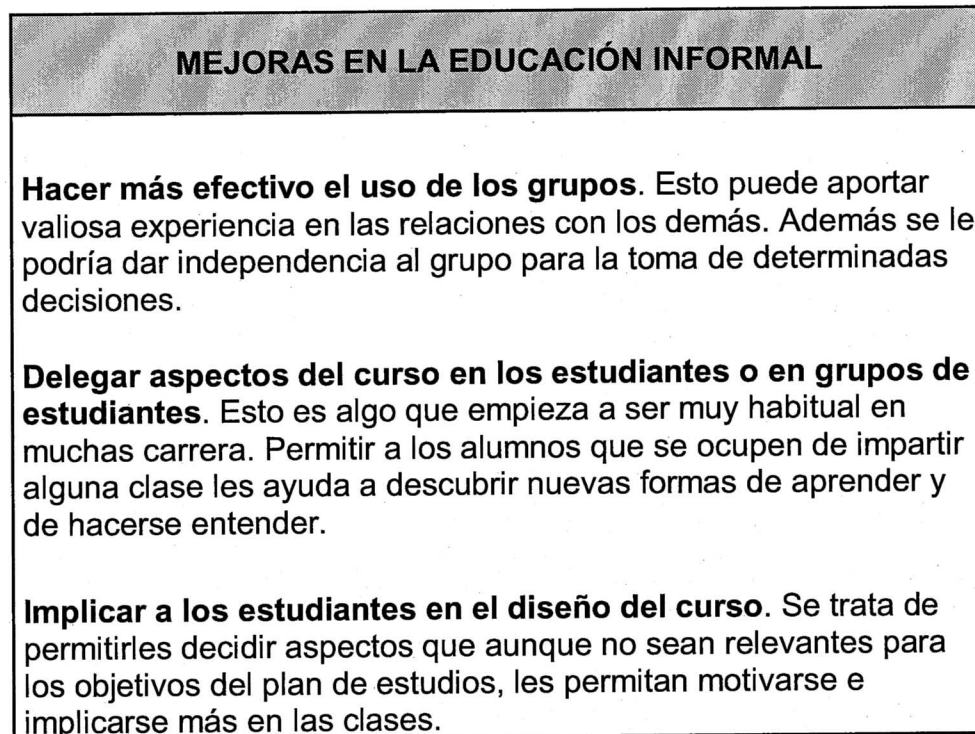 MEJORAS EN LA EDUCACIÓN INFORMAL
Hacer más efectivo el uso de los grupos. Esto puede aportar
valiosa experiencia en las relaciones con los demás. Además se le
podría dar independencia al grupo para la toma de determinadas
decisiones.
Delegar aspectos del curso en los estudiantes o en grupos de
estudiantes. Esto es algo que empieza a ser muy habitual en
muchas carrera. Permitir a los alumnos que se ocupen de impartir
alguna clase les ayuda a descubrir nuevas formas de aprender y
de hacerse entender.
Implicar a los estudiantes en el diseño del curso. Se trata de
permitirles decidir aspectos que aunque no sean relevantes para
los objetivos del plan de estudios, les permitan motivarse e
implicarse más en las clases.